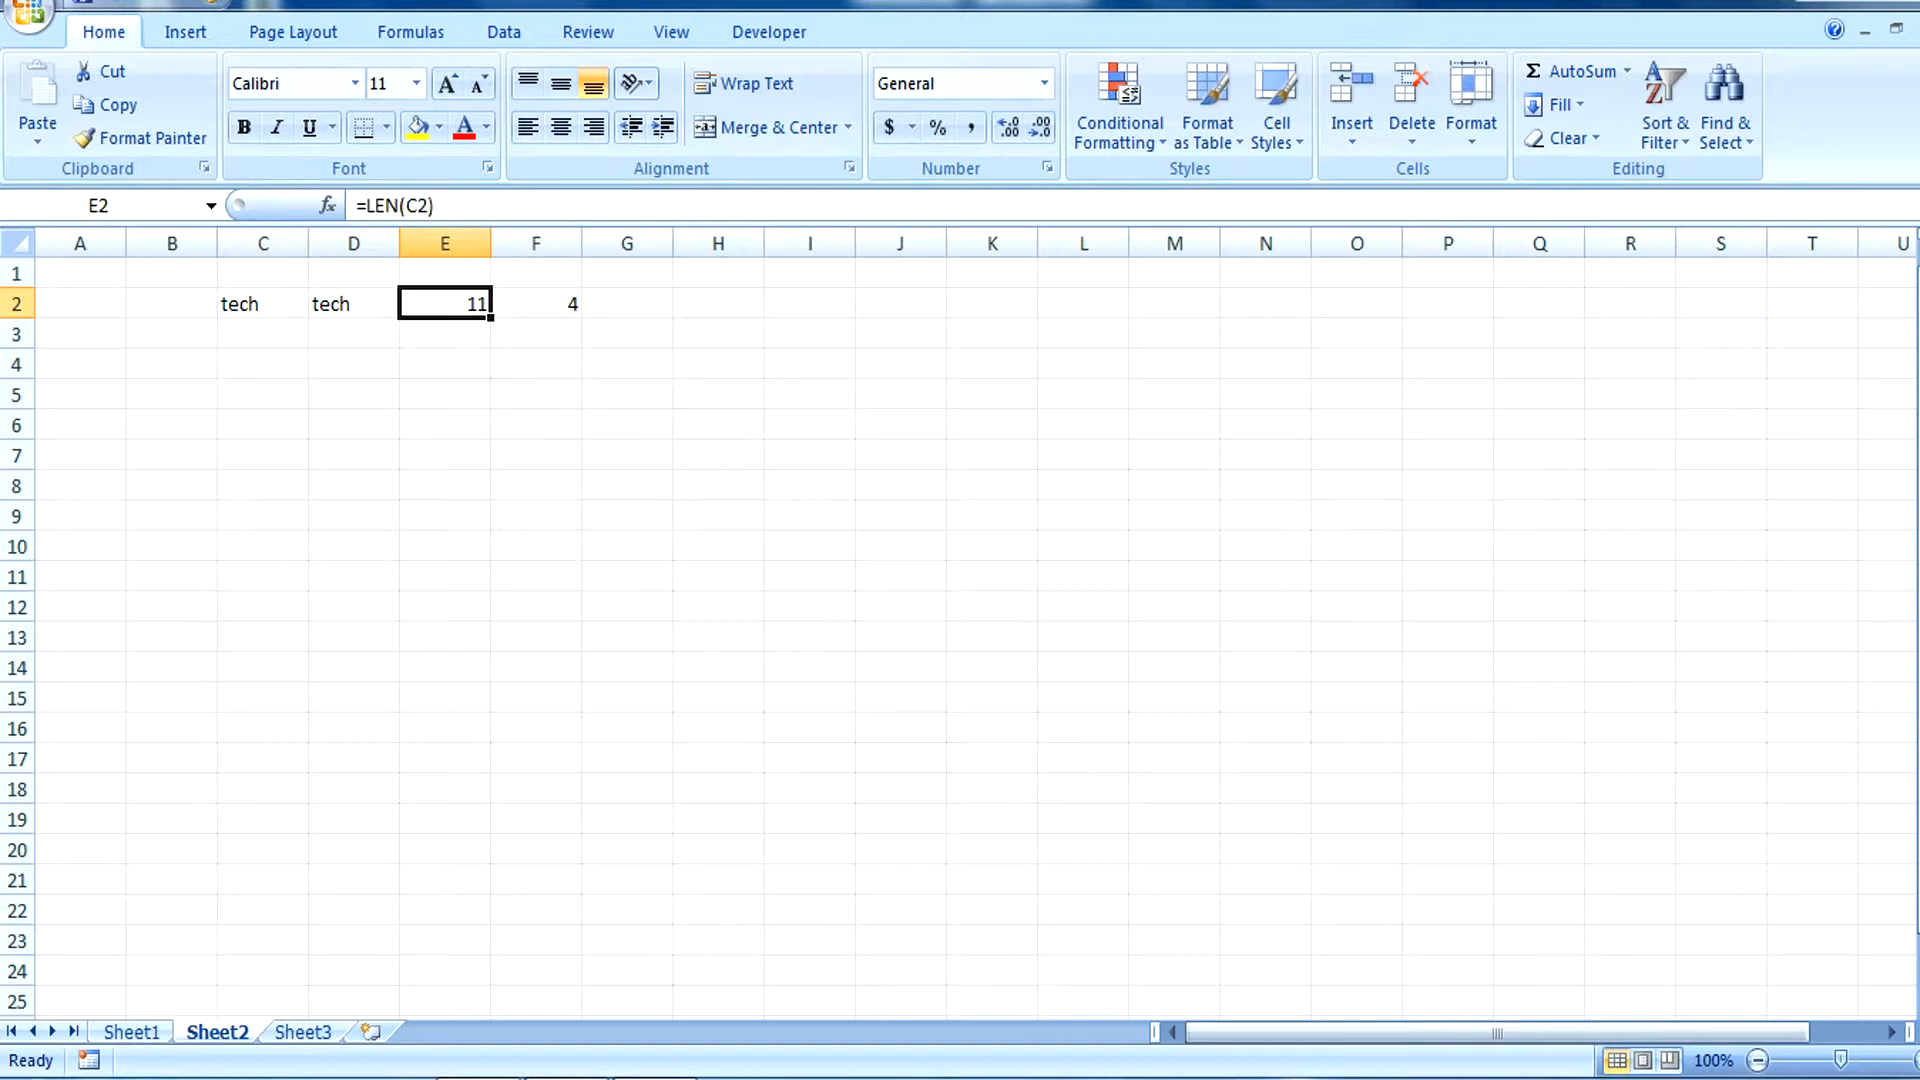 Home Insert Page Layout Formulas Data Review View Developer
Paste
Cut
Copy
Format Painter
Clipboard
Calibri 11
A A
B I U A
Font
Wrap Text
Merge & Center
Alignment
General
$ % , .0 .00 .00 .0
Number
Conditional Formatting
Format as Table
Cell Styles
Styles
Insert Delete Format
Cells
Σ AutoSum
Fill
Clear
Sort & Filter
Find & Select
Editing
E2 fx =LEN(C2)
A B C D E F G H I J K L M N O P Q R S T U
1
2 tech tech 11 4
3
4
5
6
7
8
9
10
11
12
13
14
15
16
17
18
19
20
21
22
23
24
25
Sheet1 Sheet2 Sheet3
Ready 100%